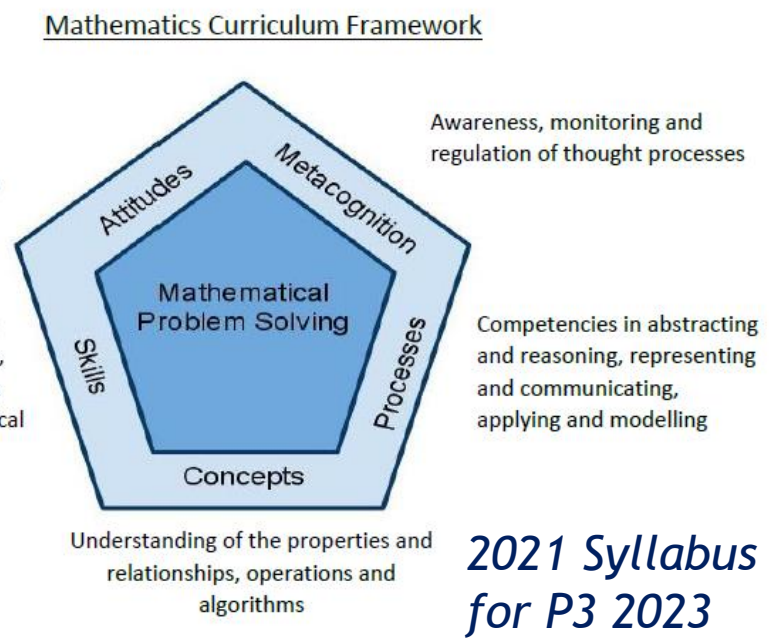 Mathematics Curriculum Framework
Awareness, monitoring and
regulation of thought processes
Attitudes
Metacognition
Mathematical
Problem Solving
Skills
Processes
Competencies in abstracting
and reasoning, representing
and communicating,
applying and modelling
Concepts
Understanding of the properties and
relationships, operations and
algorithms
2021 Syllabus
for P3 2023